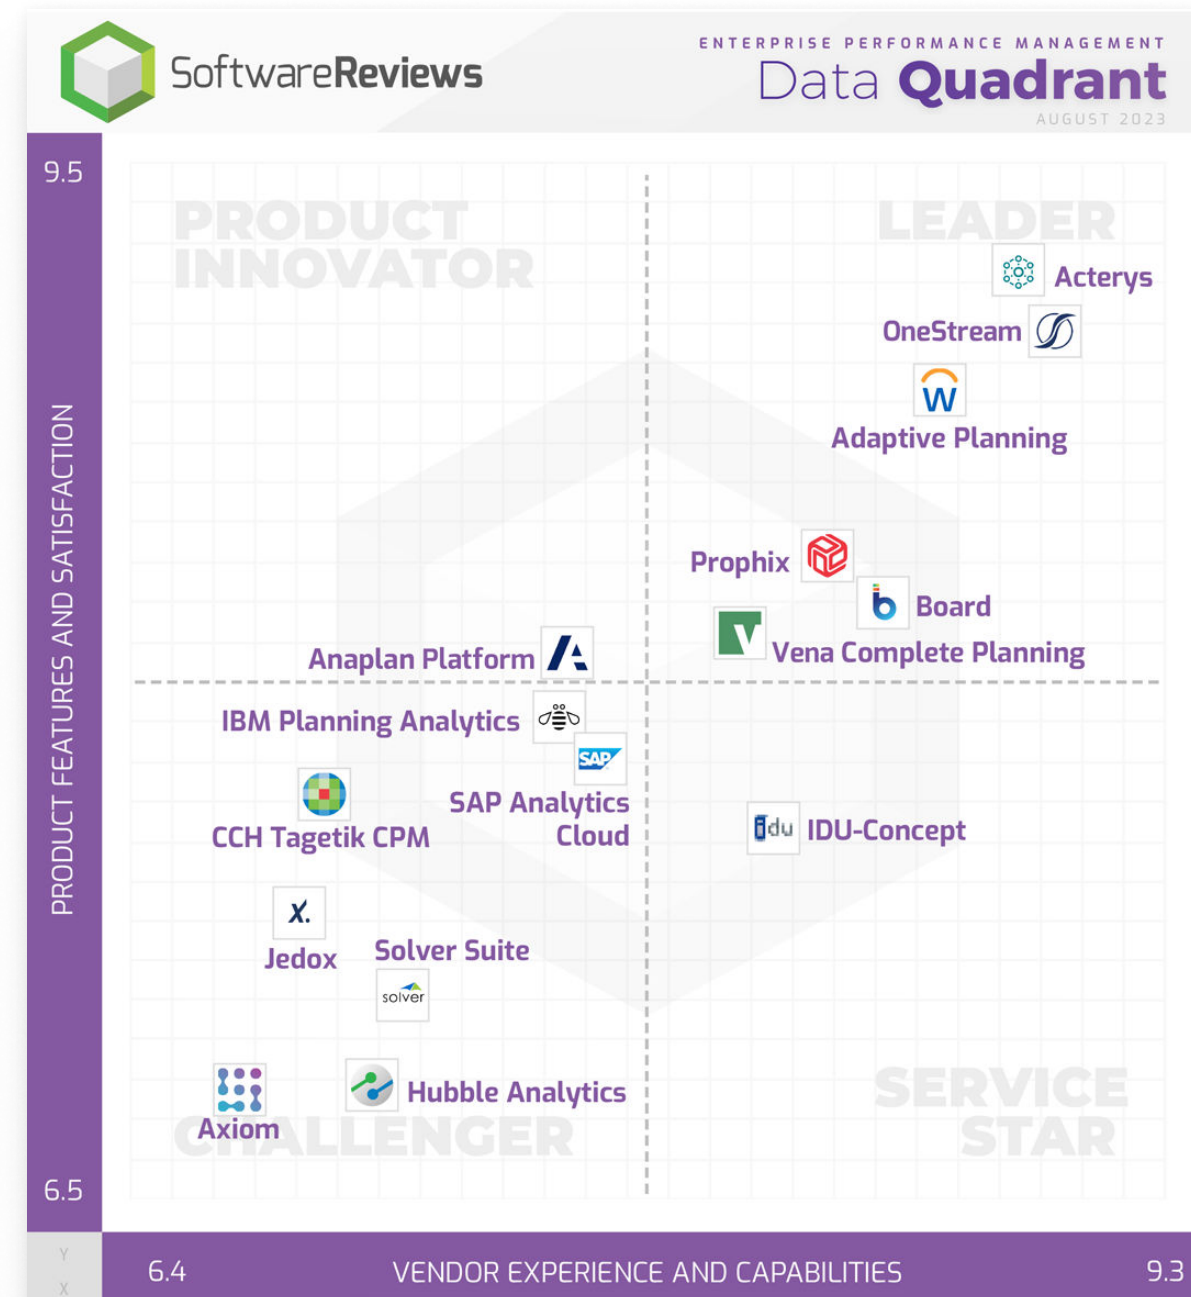 SoftwareReviews
ENTERPRISE PERFORMANCE MANAGEMENT
Data Quadrant
AUGUST 2023
9.5
PRODUCT
INNOVATOR
LEADER
Acterys
OneStream
W
Adaptive Planning
PRODUCT FEATURES AND SATISFACTION
Prophix
b Board
V
Vena Complete Planning
Anaplan Platform
IBM Planning Analytics
SAP
SAP Analytics
Cloud
CCH Tagetik CPM
idu IDU-Concept
X.
Jedox
Solver Suite
solver
Hubble Analytics
Axiom
CHALLENGER
SERVICE
STAR
6.5
Y
X
6.4
VENDOR EXPERIENCE AND CAPABILITIES
9.3